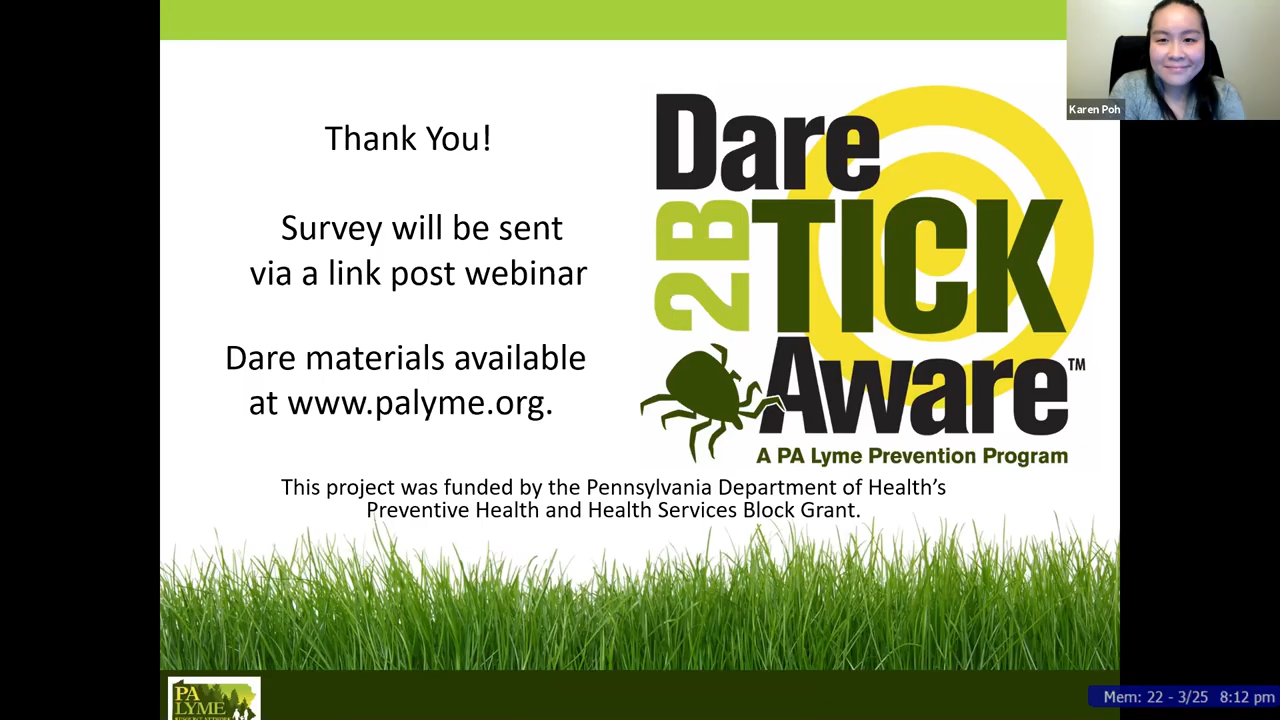 Thank You!
Survey will be sent
via a link post webinar
Dare materials available
at www.palyme.org.
Dare
2B
TICK
Aware™
A PA Lyme Prevention Program
This project was funded by the Pennsylvania Department of Health's
Preventive Health and Health Services Block Grant.
Karen Poh
PA
LYME
RESOURCE NETWORK
Mem: 22 - 3/25 8:12 pm